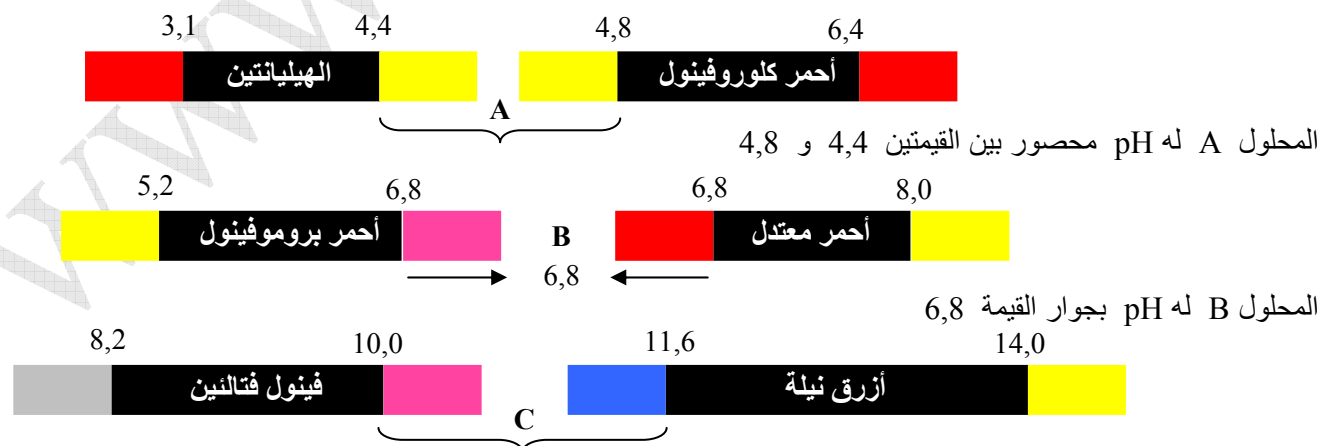 3,1 4,4 4,8 6,4
الهيليانتين أحمر كلوروفينول
A
المحلول A له pH محصور بين القيمتين 4,4 و 4,8
5,2 6,8 6,8 8,0
أحمر بروموفينول B أحمر معتدل
6,8
المحلول B له pH بجوار القيمة 6,8
8,2 10,0 11,6 14,0
فينول فتالئين أزرق نيلة
C